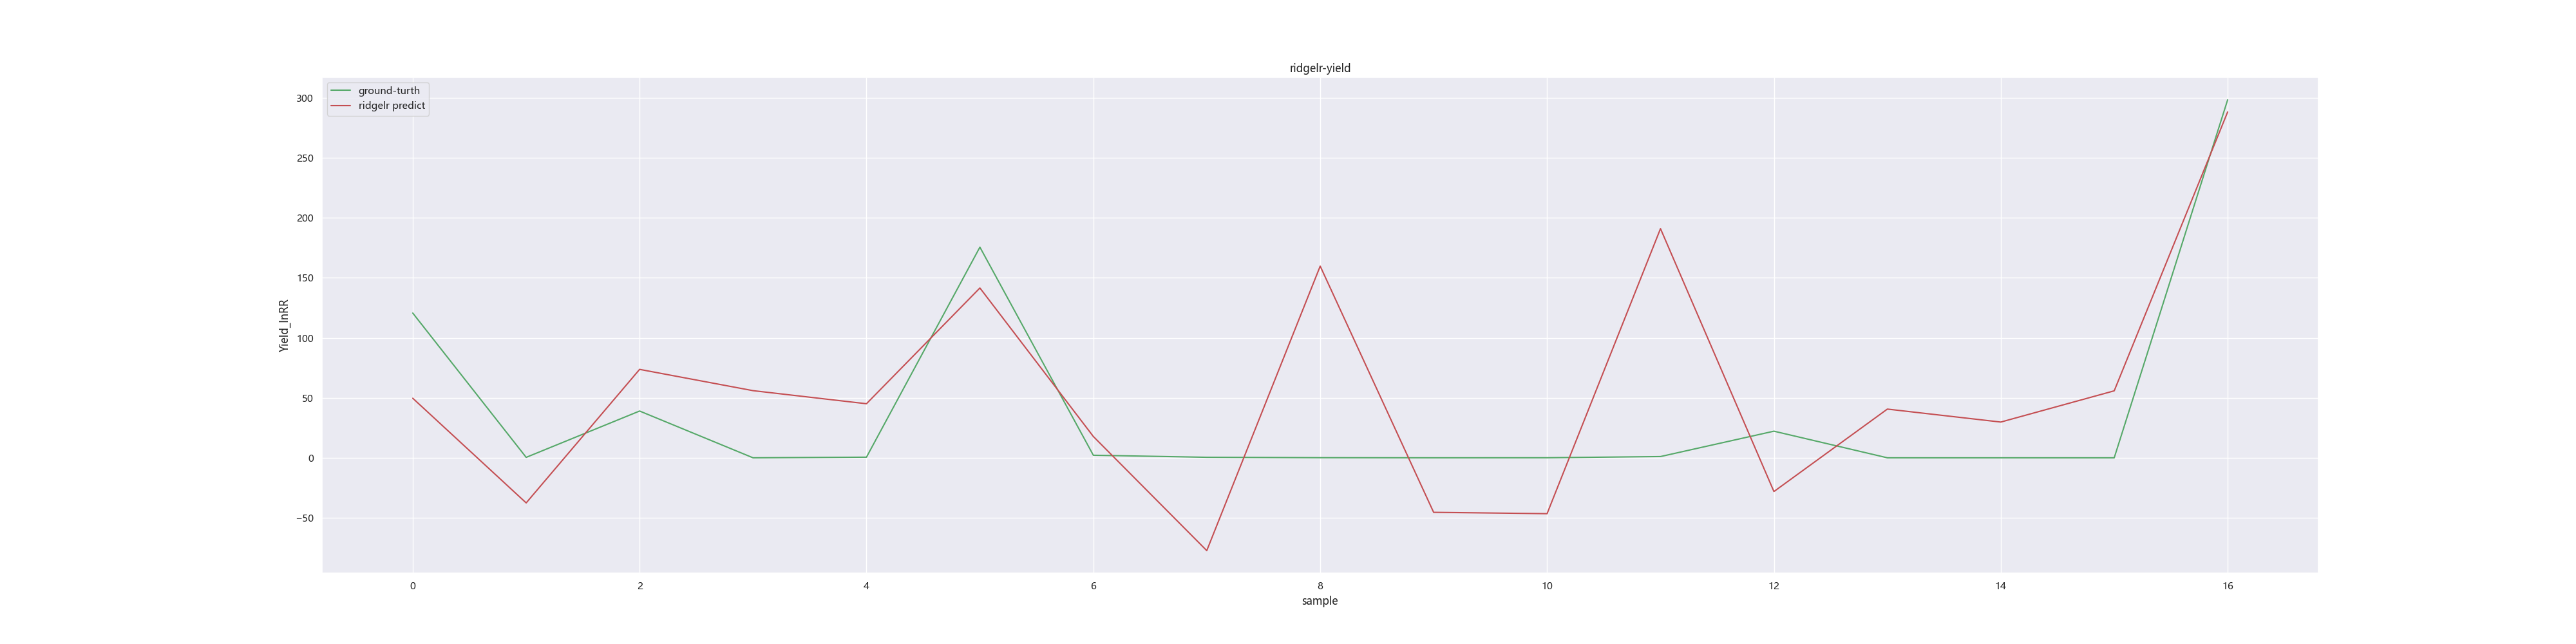 ridgelr-yield
ground-turth
ridgelr predict
300
250
200
150
100
50
0
−50
Yield_lnRR
0 2 4 6 8 10 12 14 16
sample